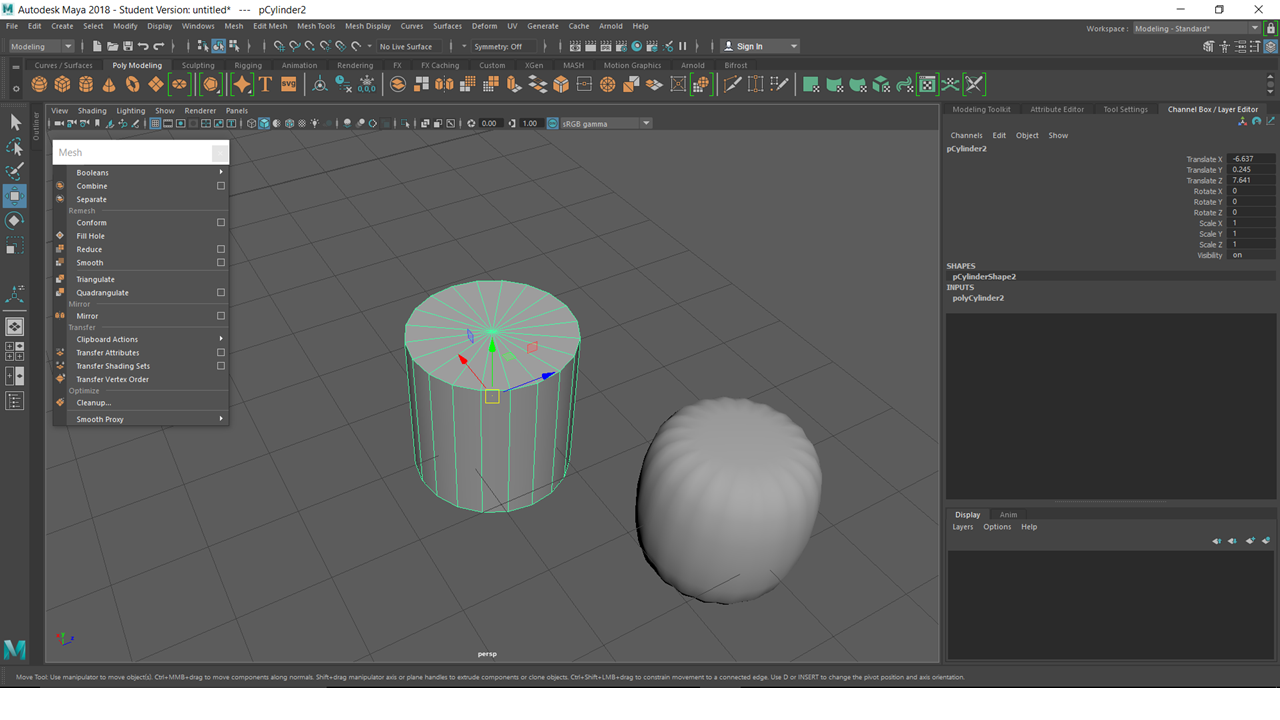 Autodesk Maya 2018 - Student Version: untitled*   ---   pCylinder2
File Edit Create Select Modify Display Windows Mesh Edit Mesh Mesh Tools Mesh Display Curves Surfaces Deform UV Generate Cache Arnold Help
Workspace : Modeling - Standard*
Modeling No Live Surface Symmetry: Off Sign In
Curves / Surfaces Poly Modeling Sculpting Rigging Animation Rendering FX FX Caching Custom XGen MASH Motion Graphics Arnold Bifrost
SVG
View Shading Lighting Show Renderer Panels
0.00 1.00 sRGB gamma
Outliner
Mesh
Booleans
Combine
Separate
Remesh
Conform
Fill Hole
Reduce
Smooth
Triangulate
Quadrangulate
Mirror
Mirror
Transfer
Clipboard Actions
Transfer Attributes
Transfer Shading Sets
Transfer Vertex Order
Optimize
Cleanup...
Smooth Proxy
persp
Modeling Toolkit Attribute Editor Tool Settings Channel Box / Layer Editor
Channels Edit Object Show
pCylinder2
Translate X -6.637
Translate Y 0.245
Translate Z 7.641
Rotate X 0
Rotate Y 0
Rotate Z 0
Scale X 1
Scale Y 1
Scale Z 1
Visibility on
SHAPES
pCylinderShape2
INPUTS
polyCylinder2
Display Anim
Layers Options Help
Move Tool: Use manipulator to move object(s). Ctrl+MMB+drag to move components along normals. Shift+drag manipulator axis or plane handles to extrude components or clone objects. Ctrl+Shift+LMB+drag to constrain movement to a connected edge. Use D or INSERT to change the pivot position and axis orientation.